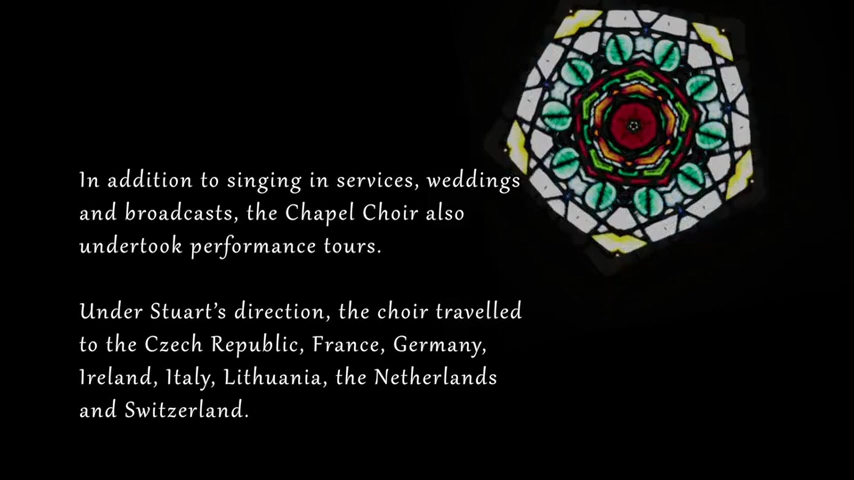 In addition to singing in services, weddings
and broadcasts, the Chapel Choir also
undertook performance tours.
Under Stuart’s direction, the choir travelled
to the Czech Republic, France, Germany,
Ireland, Italy, Lithuania, the Netherlands
and Switzerland.